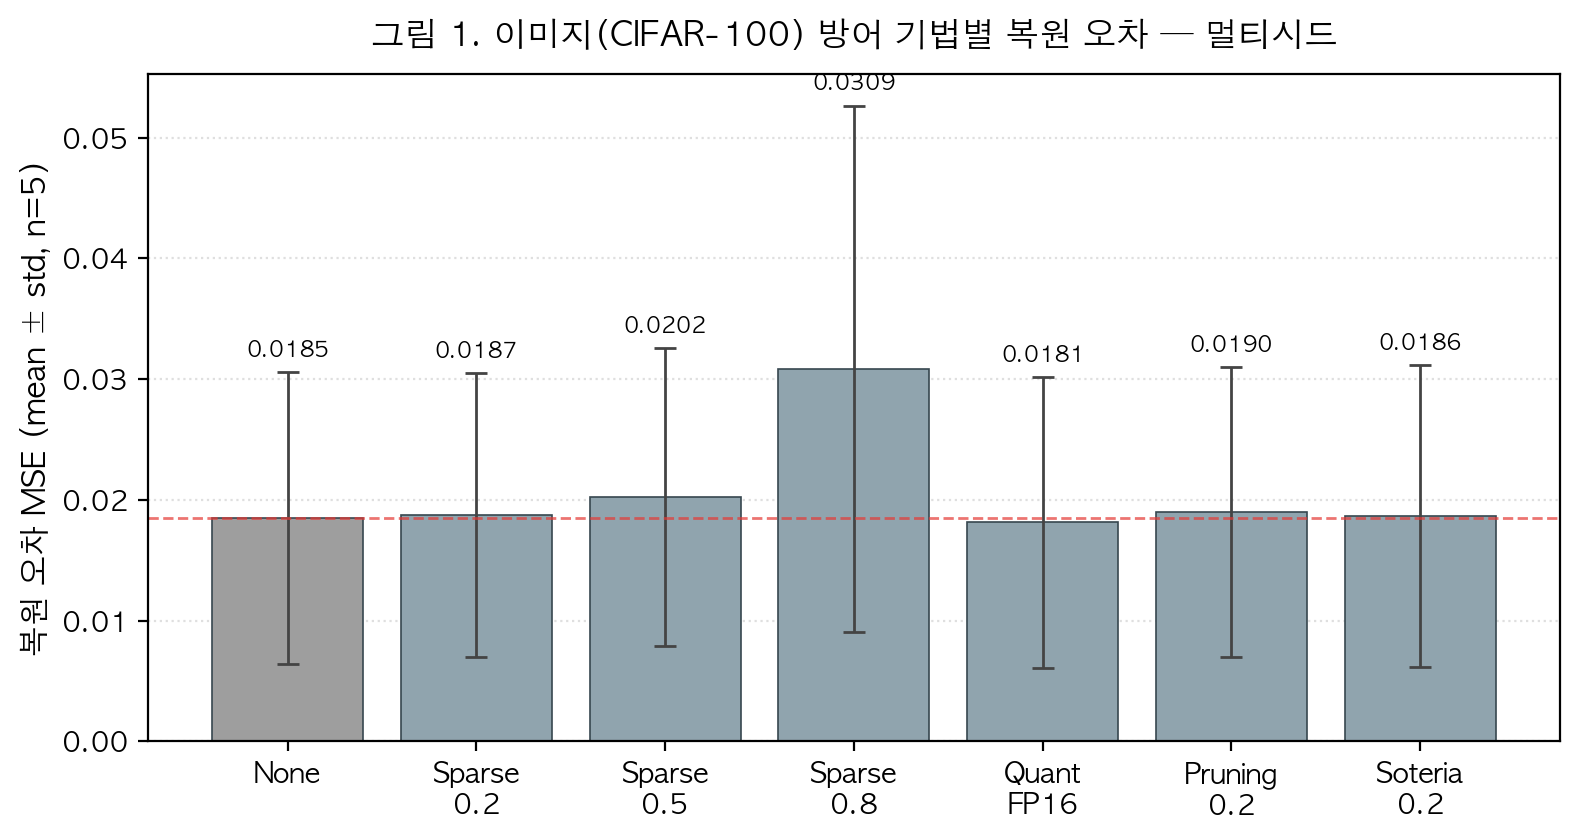 그림 1. 이미지(CIFAR-100) 방어 기법별 복원 오차 — 멀티시드
복원 오차 MSE (mean ± std, n=5)
0.05
0.04
0.03
0.02
0.01
0.00
0.0185
0.0187
0.0202
0.0309
0.0181
0.0190
0.0186
None
Sparse
0.2
Sparse
0.5
Sparse
0.8
Quant
FP16
Pruning
0.2
Soteria
0.2